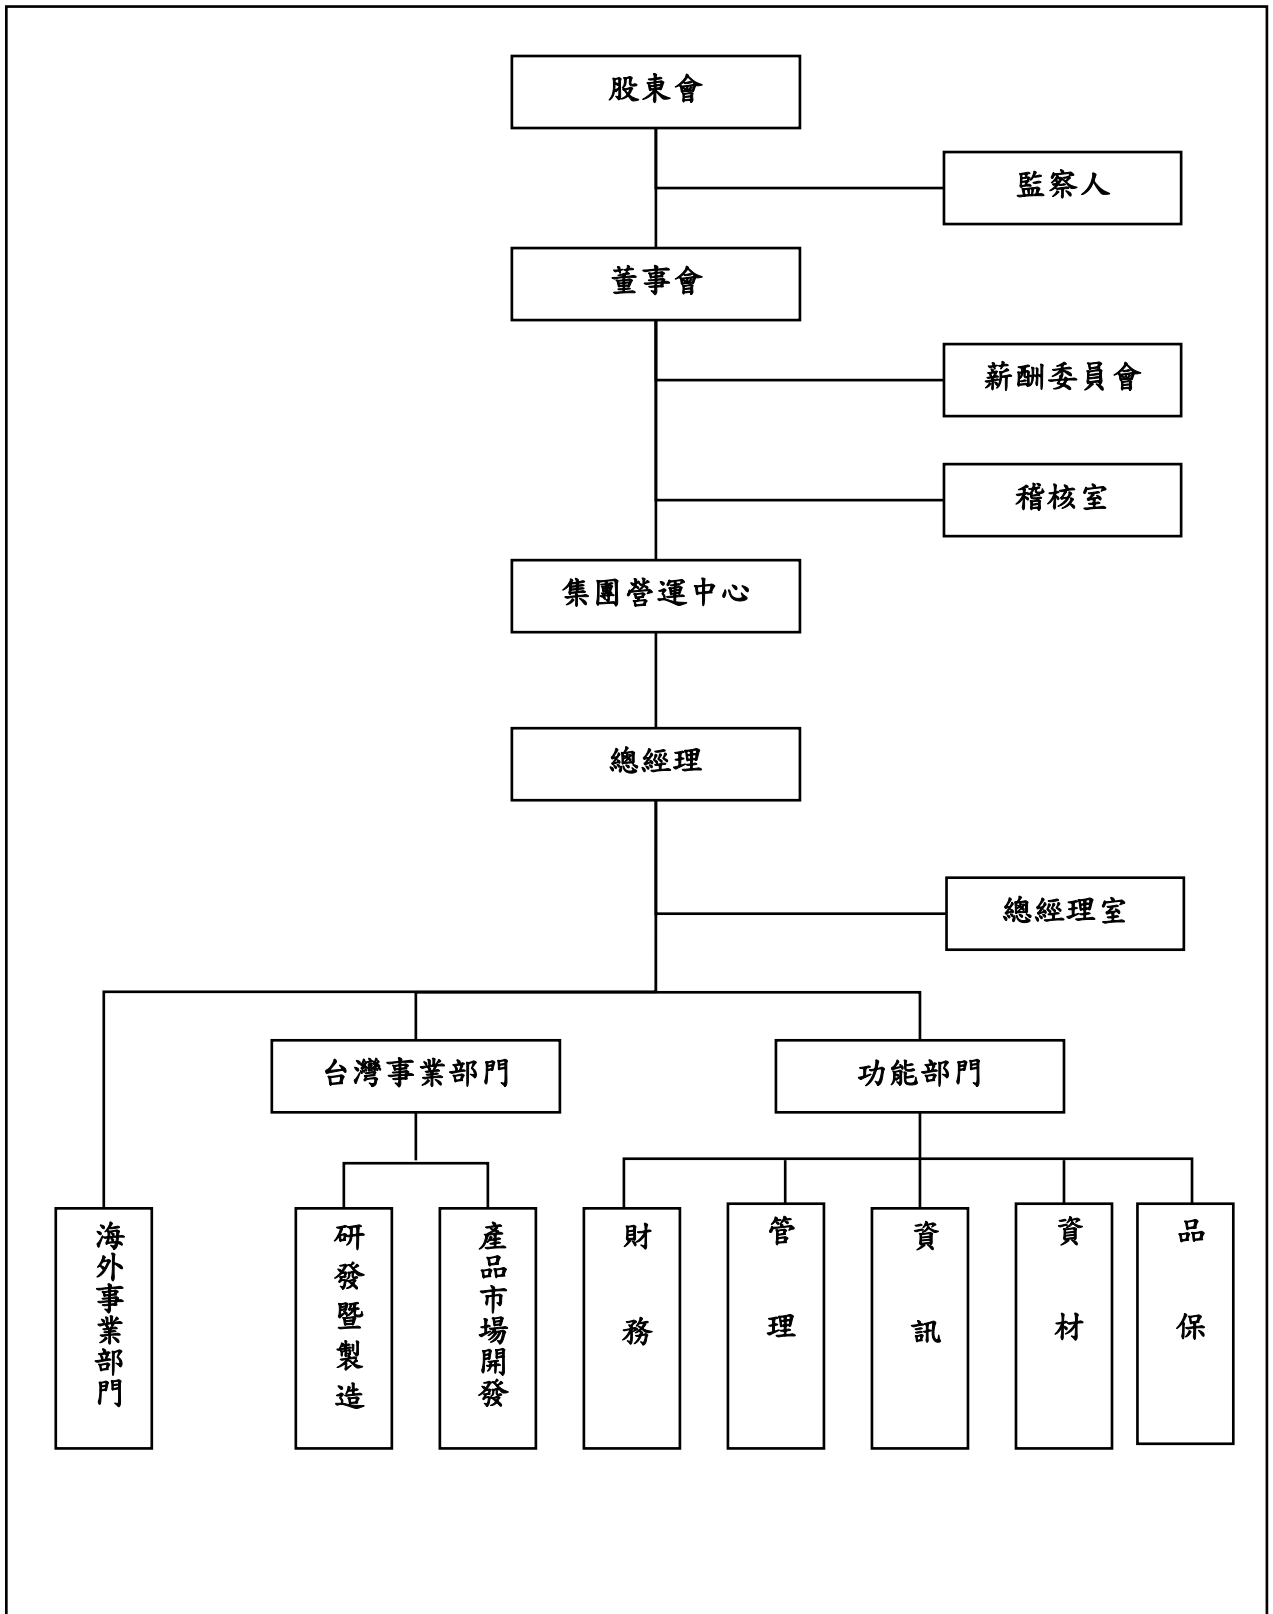 股東會
監察人
董事會
薪酬委員會
稽核室
集團營運中心
總經理
總經理室
台灣事業部門
功能部門
海外事業部門
研發暨製造
產品市場開發
財務
管理
資訊
資材
品保